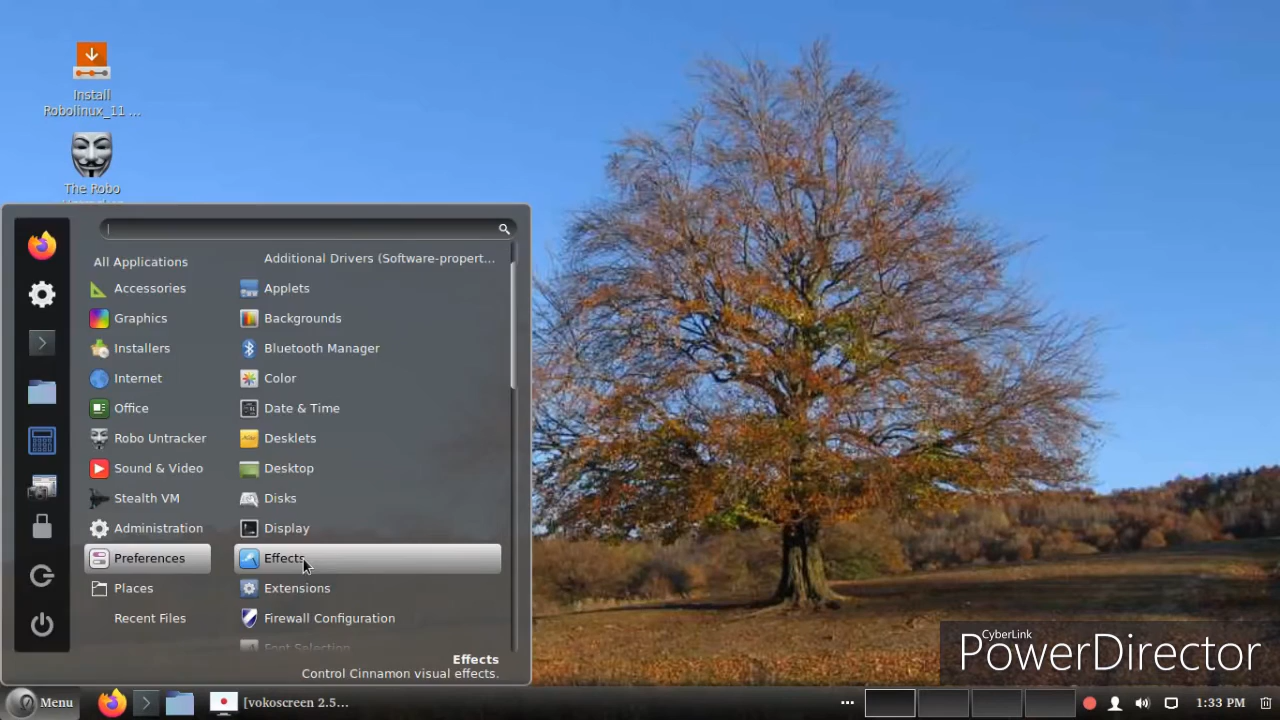 Install
Robolinux_11 ...
The Robo
All Applications
Accessories
Graphics
Installers
Internet
Office
Robo Untracker
Sound & Video
Stealth VM
Administration
Preferences
Places
Recent Files
Additional Drivers (Software-propert...
Applets
Backgrounds
Bluetooth Manager
Color
Date & Time
Desklets
Desktop
Disks
Display
Effects
Extensions
Firewall Configuration
Font Selection
Effects
Control Cinnamon visual effects.
CyberLink
PowerDirector
Menu
[vokoscreen 2.5...
1:33 PM